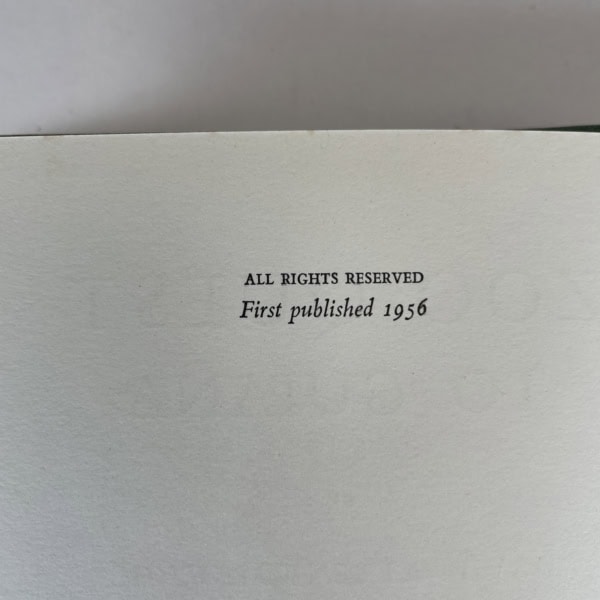 ALL RIGHTS RESERVED
First published 1956